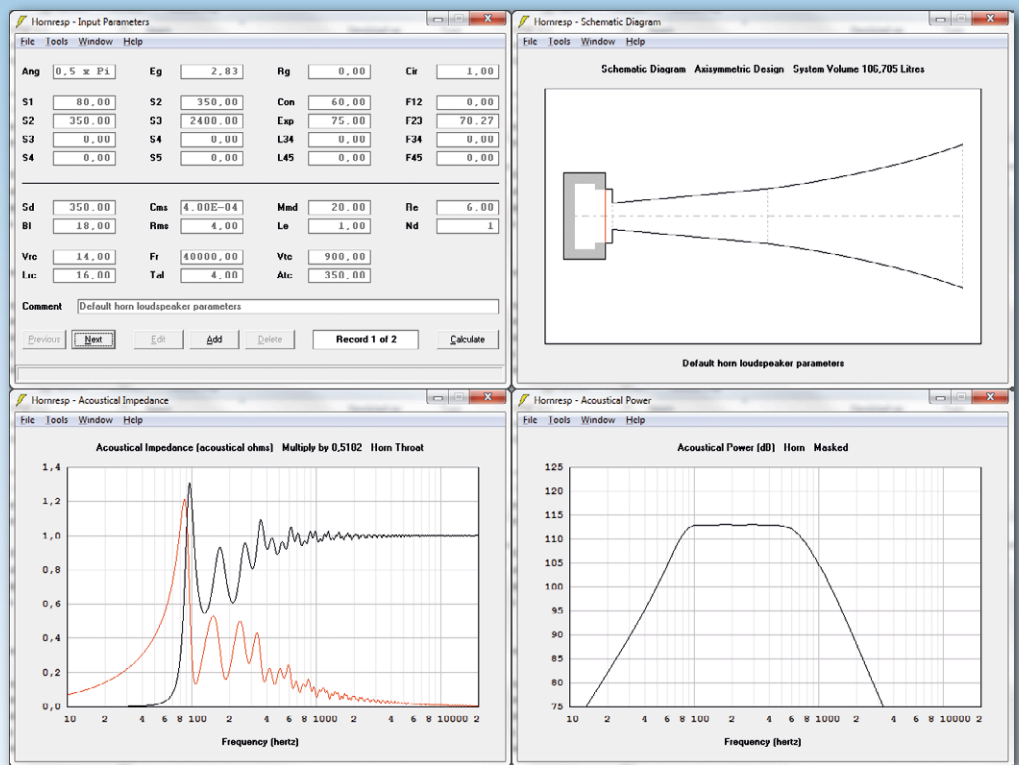 Hornresp - Input Parameters
File Tools Window Help
Ang 0,5 x Pi Eg 2,83 Rg 0,00 Cir 1,00
S1 80,00 S2 350,00 Con 60,00 F12 0,00
S2 350,00 S3 2400,00 Exp 75,00 F23 70.27
S3 0,00 S4 0,00 L34 0,00 F34 0,00
S4 0,00 S5 0,00 L45 0,00 F45 0,00
Sd 350.00 Cms 4.00E-04 Mmd 20.00 Re 6.00
Bl 18,00 Rms 4,00 Le 1,00 Nd 1
Vrc 14,00 Fr 40000,00 Vtc 900,00
Lrc 16,00 Tal 4,00 Atc 350,00
Comment Default horn loudspeaker parameters
Previous Next Edit Add Delete Record 1 of 2 Calculate
Hornresp - Schematic Diagram
File Tools Window Help
Schematic Diagram Axisymmetric Design System Volume 106,705 Litres
Default horn loudspeaker parameters
Hornresp - Acoustical Impedance
File Tools Window Help
Acoustical Impedance (acoustical ohms) Multiply by 0,5102 Horn Throat
1,4
1,2
1,0
0,8
0,6
0,4
0,2
0,0
10 2 4 6 8 100 2 4 6 8 1000 2 4 6 8 10000 2
Frequency (hertz)
Hornresp - Acoustical Power
File Tools Window Help
Acoustical Power (dB) Horn Masked
125
120
115
110
105
100
95
90
85
80
75
10 2 4 6 8 100 2 4 6 8 1000 2 4 6 8 10000 2
Frequency (hertz)